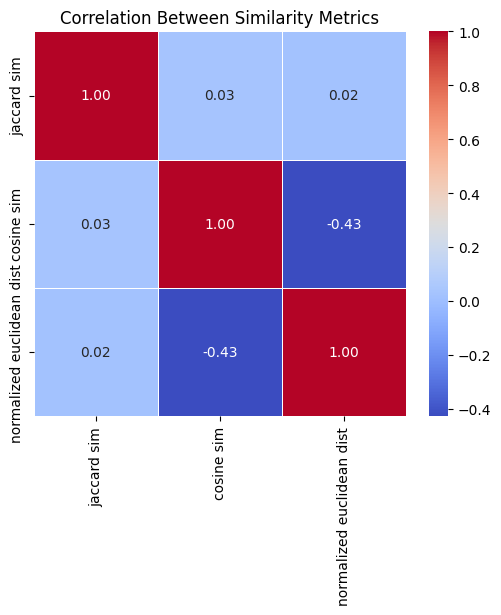 Correlation Between Similarity Metrics
jaccard sim
cosine sim
normalized euclidean dist
1.00 0.03 0.02
0.03 1.00 -0.43
0.02 -0.43 1.00
jaccard sim
cosine sim
normalized euclidean dist
1.0
0.8
0.6
0.4
0.2
0.0
−0.2
−0.4